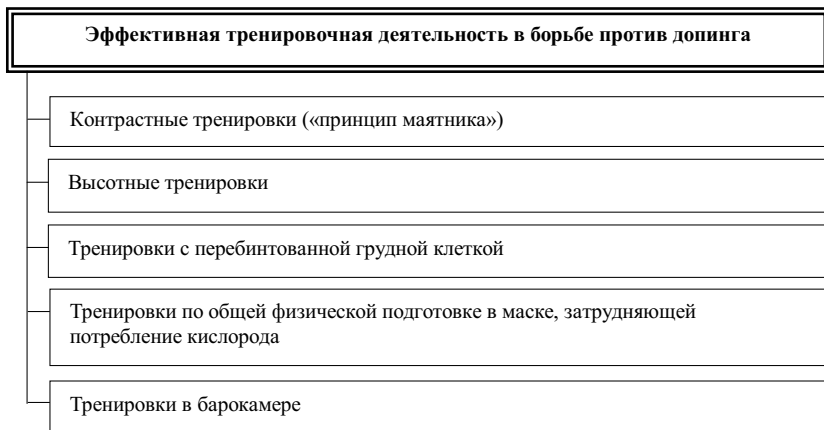 Эффективная тренировочная деятельность в борьбе против допинга
Контрастные тренировки («принцип маятника»)
Высотные тренировки
Тренировки с перебинтованной грудной клеткой
Тренировки по общей физической подготовке в маске, затрудняющей
потребление кислорода
Тренировки в барокамере